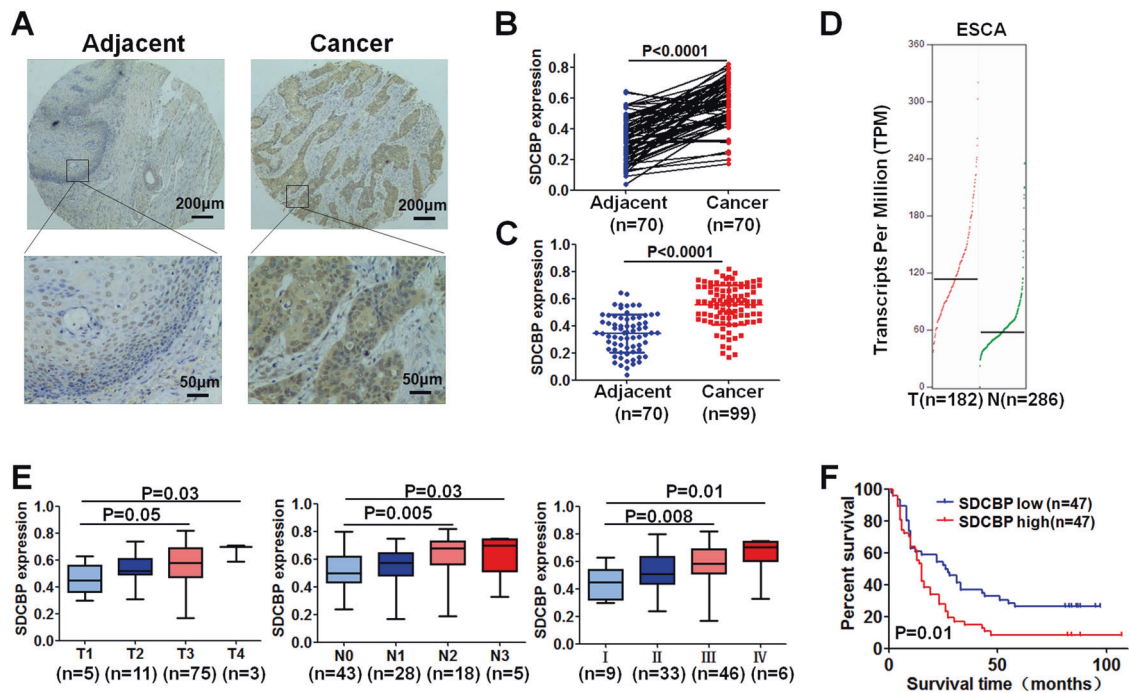 A
Adjacent
Cancer
200μm
200μm
50μm
50μm
B
P<0.0001
SDCBP expression
0.8
0.6
0.4
0.2
0.0
Adjacent
Cancer
(n=70)
(n=70)
C
P<0.0001
SDCBP expression
1.0
0.8
0.6
0.4
0.2
0.0
Adjacent
Cancer
(n=70)
(n=99)
D
ESCA
Transcripts Per Million (TPM)
360
300
240
180
120
60
0
T(n=182) N(n=286)
E
SDCBP expression
1.0
0.8
0.6
0.4
0.2
0.0
P=0.03
P=0.05
T1 T2 T3 T4
(n=5) (n=11) (n=75) (n=3)
SDCBP expression
1.0
0.8
0.6
0.4
0.2
0.0
P=0.03
P=0.005
N0 N1 N2 N3
(n=43) (n=28) (n=18) (n=5)
SDCBP expression
1.0
0.8
0.6
0.4
0.2
0.0
P=0.01
P=0.008
I II III IV
(n=9) (n=33) (n=46) (n=6)
F
Percent survival
100
80
60
40
20
0
SDCBP low (n=47)
SDCBP high(n=47)
P=0.01
0 50 100
Survival time（months）